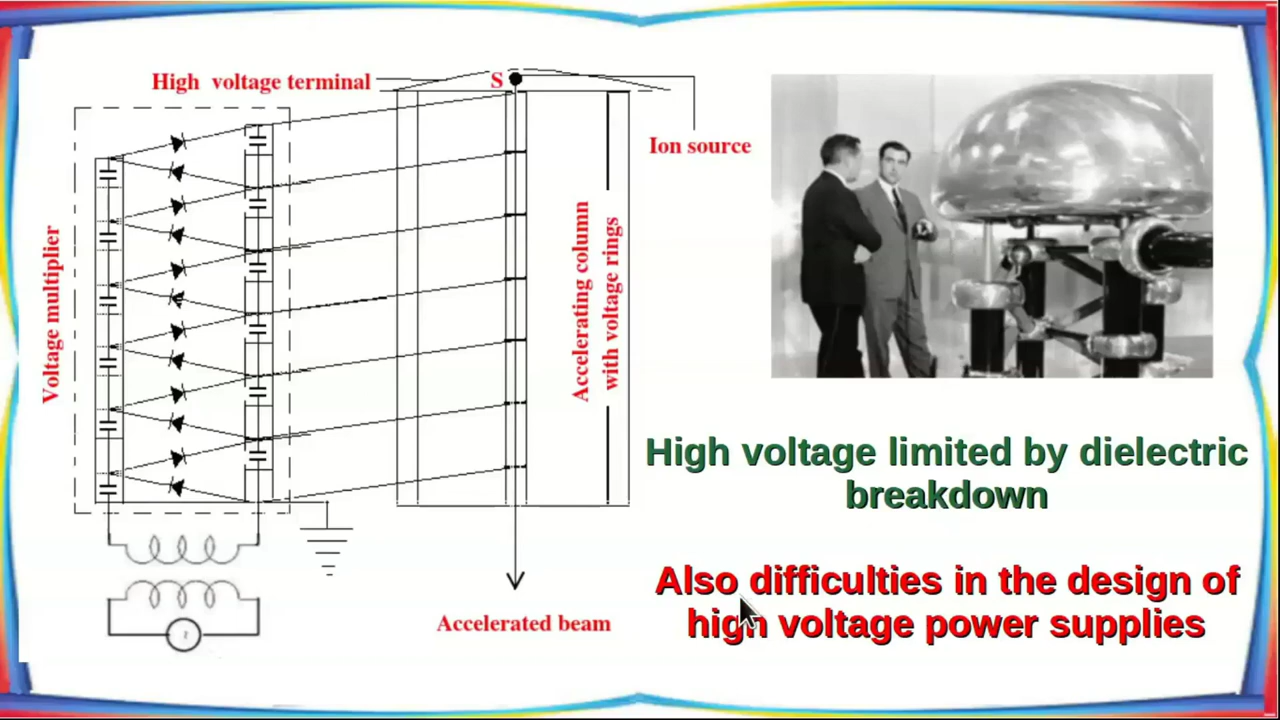 High voltage terminal
S
Ion source
Voltage multiplier
Accelerating column
with voltage rings
Accelerated beam
High voltage limited by dielectric
breakdown
Also difficulties in the design of
high voltage power supplies